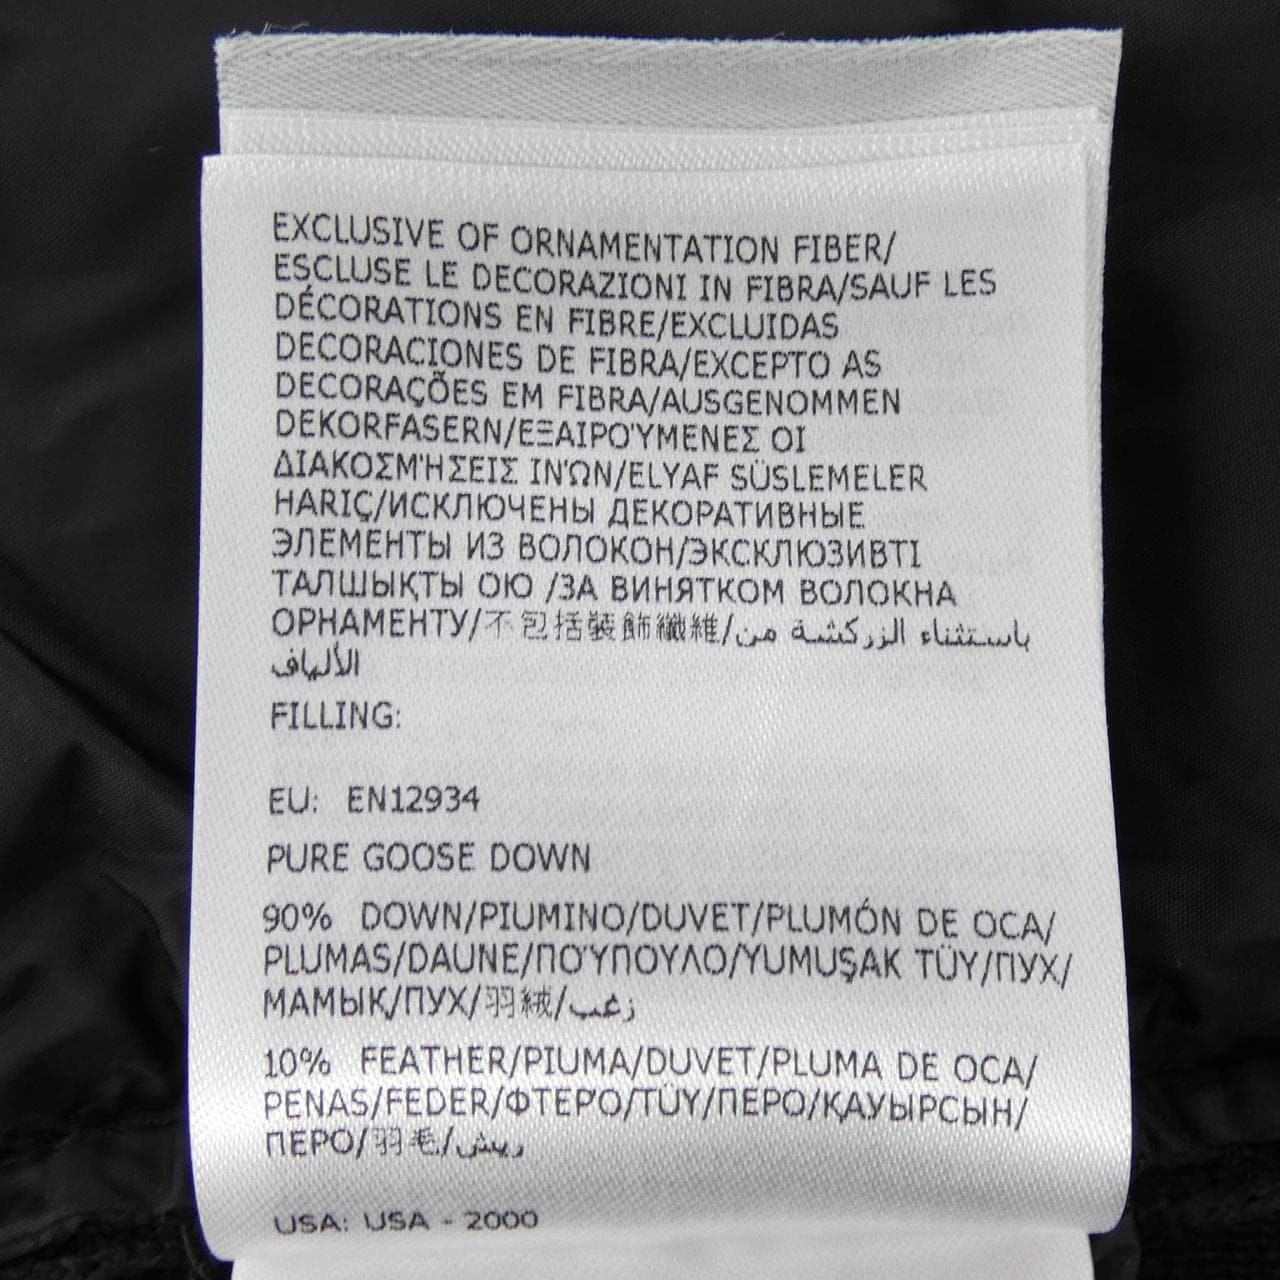 EXCLUSIVE OF ORNAMENTATION FIBER/
ESCLUSE LE DECORAZIONI IN FIBRA/SAUF LES
DÉCORATIONS EN FIBRE/EXCLUIDAS
DECORACIONES DE FIBRA/EXCEPTO AS
DECORAÇÕES EM FIBRA/AUSGENOMMEN
DEKORFASERN/ΕΞΑΙΡΟΎΜΕΝΕΣ ΟΙ
ΔΙΑΚΟΣΜΉΣΕΙΣ ΙΝΏΝ/ELYAF SÜSLEMELER
HARIÇ/ИСКЛЮЧЕНЫ ДЕКОРАТИВНЫЕ
ЭЛЕМЕНТЫ ИЗ ВОЛОКОН/ЭКСКЛЮЗИВТІ
ТАЛШЫҚТЫ ОЮ /ЗА ВИНЯТКОМ ВОЛОКНА
ОРНАМЕНТУ/不包括裝飾纖維/باستثناء الزركشة من
الألياف
FILLING:
EU: EN12934
PURE GOOSE DOWN
90% DOWN/PIUMINO/DUVET/PLUMÓN DE OCA/
PLUMAS/DAUNE/ΠΟΎΠΟΥΛΟ/YUMUŞAK TÜY/ПУХ/
МАМЫҚ/ПУХ/羽絨/زغب
10% FEATHER/PIUMA/DUVET/PLUMA DE OCA/
PENAS/FEDER/ΦΤΕΡΌ/TÜY/ПЕРО/ҚАУЫРСЫН/
ПЕРО/羽毛/ريش
USA: USA - 2000